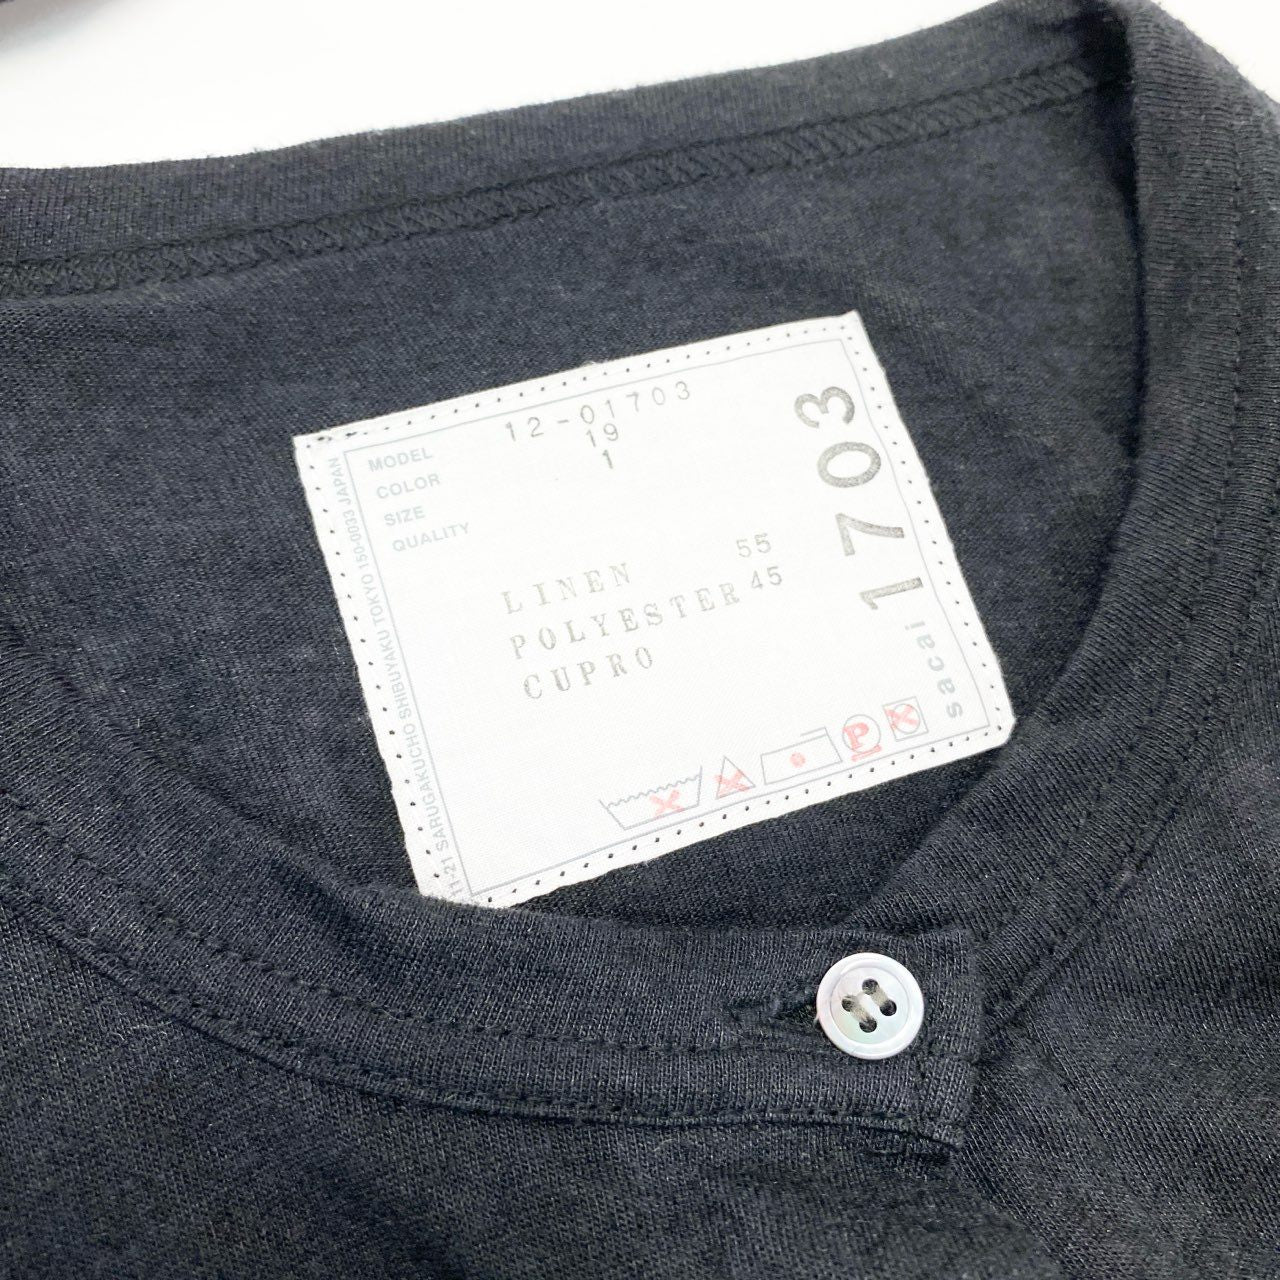 MODEL 12-01703
COLOR 19
SIZE 1
QUALITY
LINEN 55
POLYESTER 45
CUPRO
1703
sacai
P
11-21 SARUGAKUCHO SHIBUYAKU TOKYO 150-0033 JAPAN